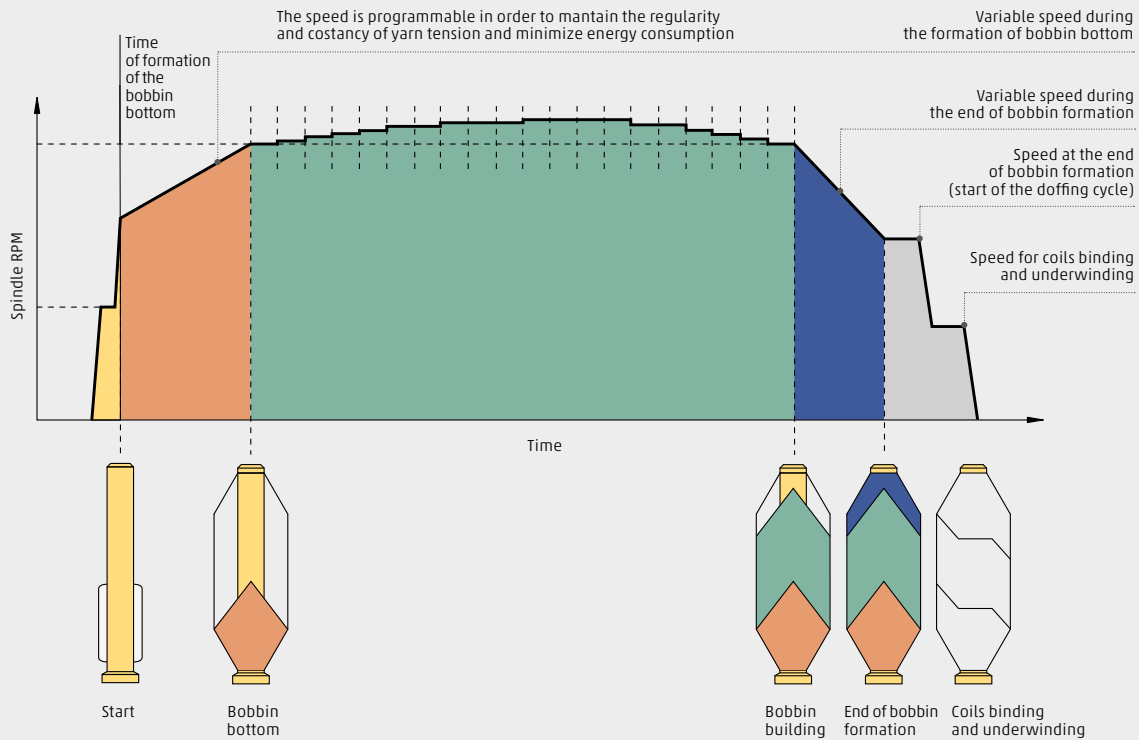 The speed is programmable in order to mantain the regularity
and costancy of yarn tension and minimize energy consumption
Variable speed during
the formation of bobbin bottom
Time
of formation
of the
bobbin
bottom
Variable speed during
the end of bobbin formation
Speed at the end
of bobbin formation
(start of the doffing cycle)
Speed for coils binding
and underwinding
Spindle RPM
Time
Start
Bobbin
bottom
Bobbin
building
End of bobbin
formation
Coils binding
and underwinding